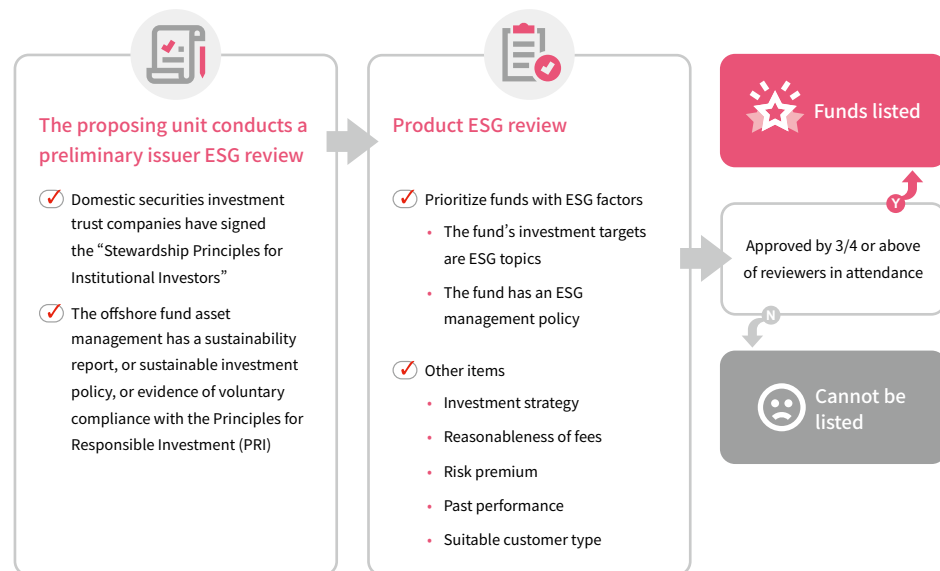 The proposing unit conducts a
preliminary issuer ESG review
Domestic securities investment
trust companies have signed
the “Stewardship Principles for
Institutional Investors”
The offshore fund asset
management has a sustainability
report, or sustainable investment
policy, or evidence of voluntary
compliance with the Principles for
Responsible Investment (PRI)
Product ESG review
Prioritize funds with ESG factors
• The fund’s investment targets
are ESG topics
• The fund has an ESG
management policy
Other items
• Investment strategy
• Reasonableness of fees
• Risk premium
• Past performance
• Suitable customer type
Funds listed
Y
Approved by 3/4 or above
of reviewers in attendance
N
Cannot be
listed